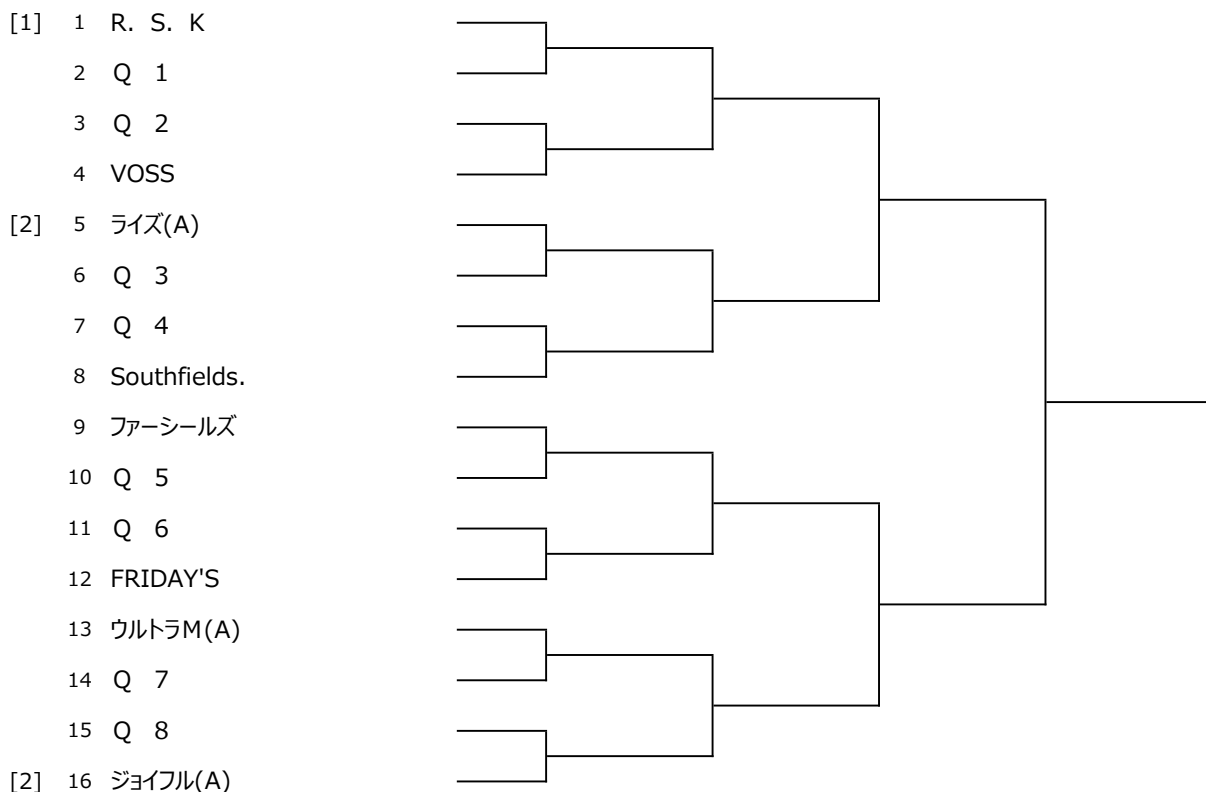 [1] 1 R. S. K
2 Q 1
3 Q 2
4 VOSS
[2] 5 ライズ(A)
6 Q 3
7 Q 4
8 Southfields.
9 ファーシールズ
10 Q 5
11 Q 6
12 FRIDAY'S
13 ウルトラM(A)
14 Q 7
15 Q 8
[2] 16 ジョイフル(A)